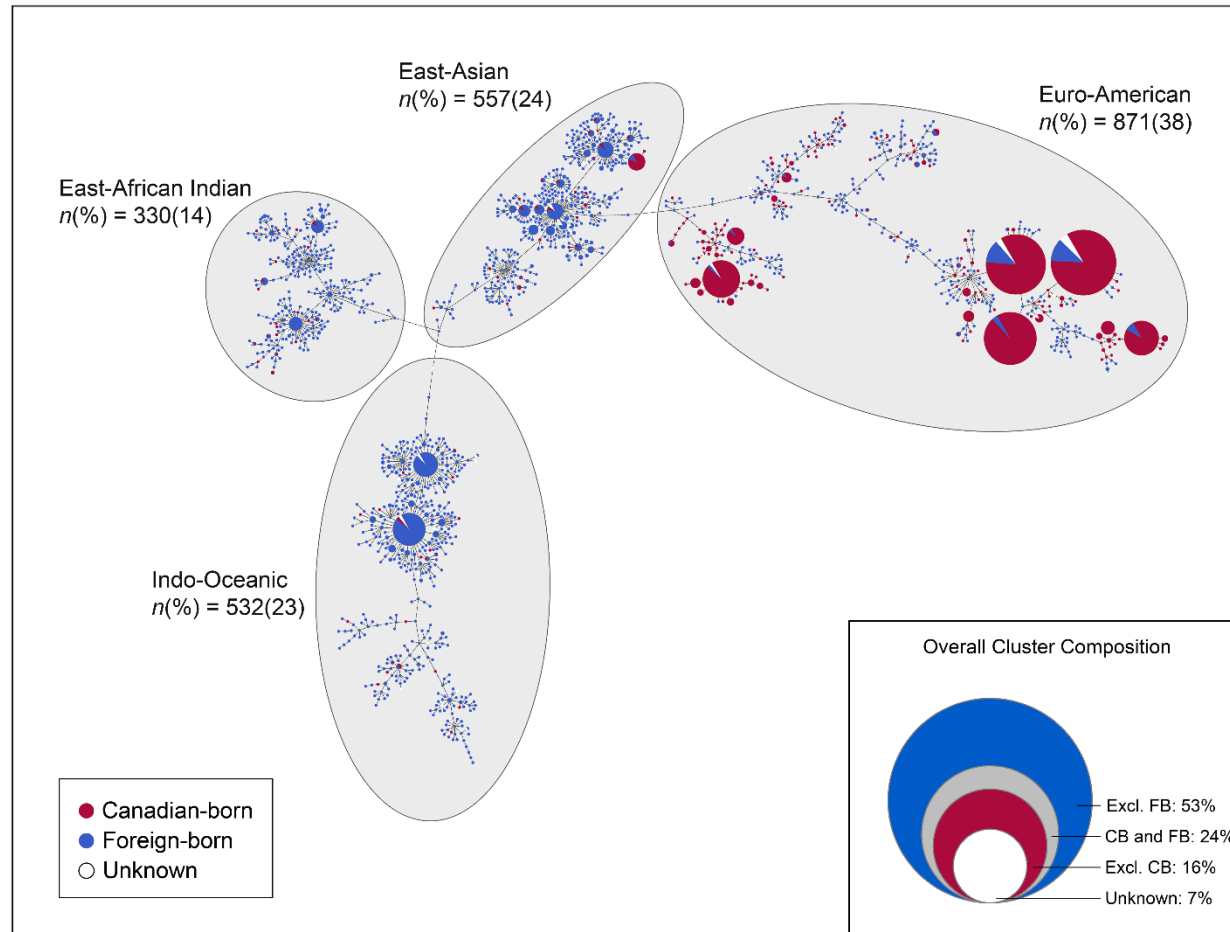 East-Asian
n(%) = 557(24)
Euro-American
n(%) = 871(38)
East-African Indian
n(%) = 330(14)
Indo-Oceanic
n(%) = 532(23)
Canadian-born
Foreign-born
Unknown
Overall Cluster Composition
Excl. FB: 53%
CB and FB: 24%
Excl. CB: 16%
Unknown: 7%